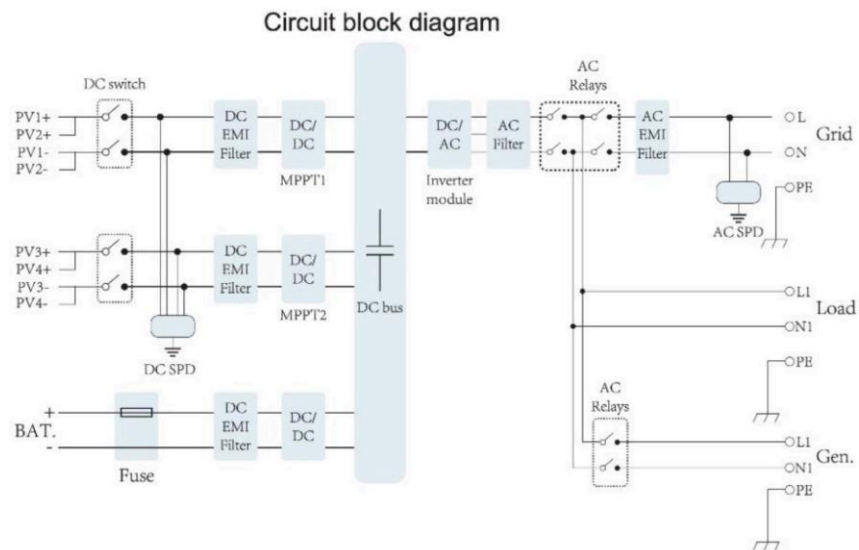 Circuit block diagram
DC switch
PV1+
PV2+
PV1-
PV2-
DC
EMI
Filter
DC/
DC
MPPT1
PV3+
PV4+
PV3-
PV4-
DC
EMI
Filter
DC/
DC
MPPT2
DC SPD
BAT.
+
-
Fuse
DC
EMI
Filter
DC/
DC
DC bus
DC/
AC
Inverter
module
AC
Filter
AC
Relays
AC
EMI
Filter
AC SPD
L
N
PE
Grid
L1
N1
PE
Load
AC
Relays
L1
N1
PE
Gen.